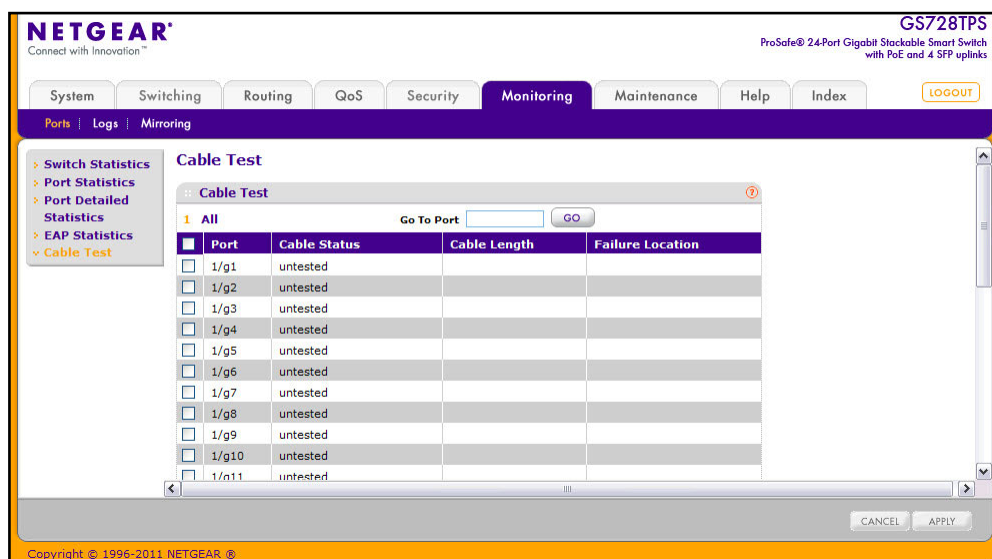 NETGEAR®
Connect with Innovation™
GS728TPS
ProSafe® 24-Port Gigabit Stackable Smart Switch
with PoE and 4 SFP uplinks
System Switching Routing QoS Security Monitoring Maintenance Help Index LOGOUT
Ports Logs Mirroring
Switch Statistics
Port Statistics
Port Detailed
Statistics
EAP Statistics
Cable Test
Cable Test
Cable Test
1 All Go To Port GO
Port Cable Status Cable Length Failure Location
1/g1 untested
1/g2 untested
1/g3 untested
1/g4 untested
1/g5 untested
1/g6 untested
1/g7 untested
1/g8 untested
1/g9 untested
1/g10 untested
1/g11 untested
CANCEL APPLY
Copyright © 1996-2011 NETGEAR ®